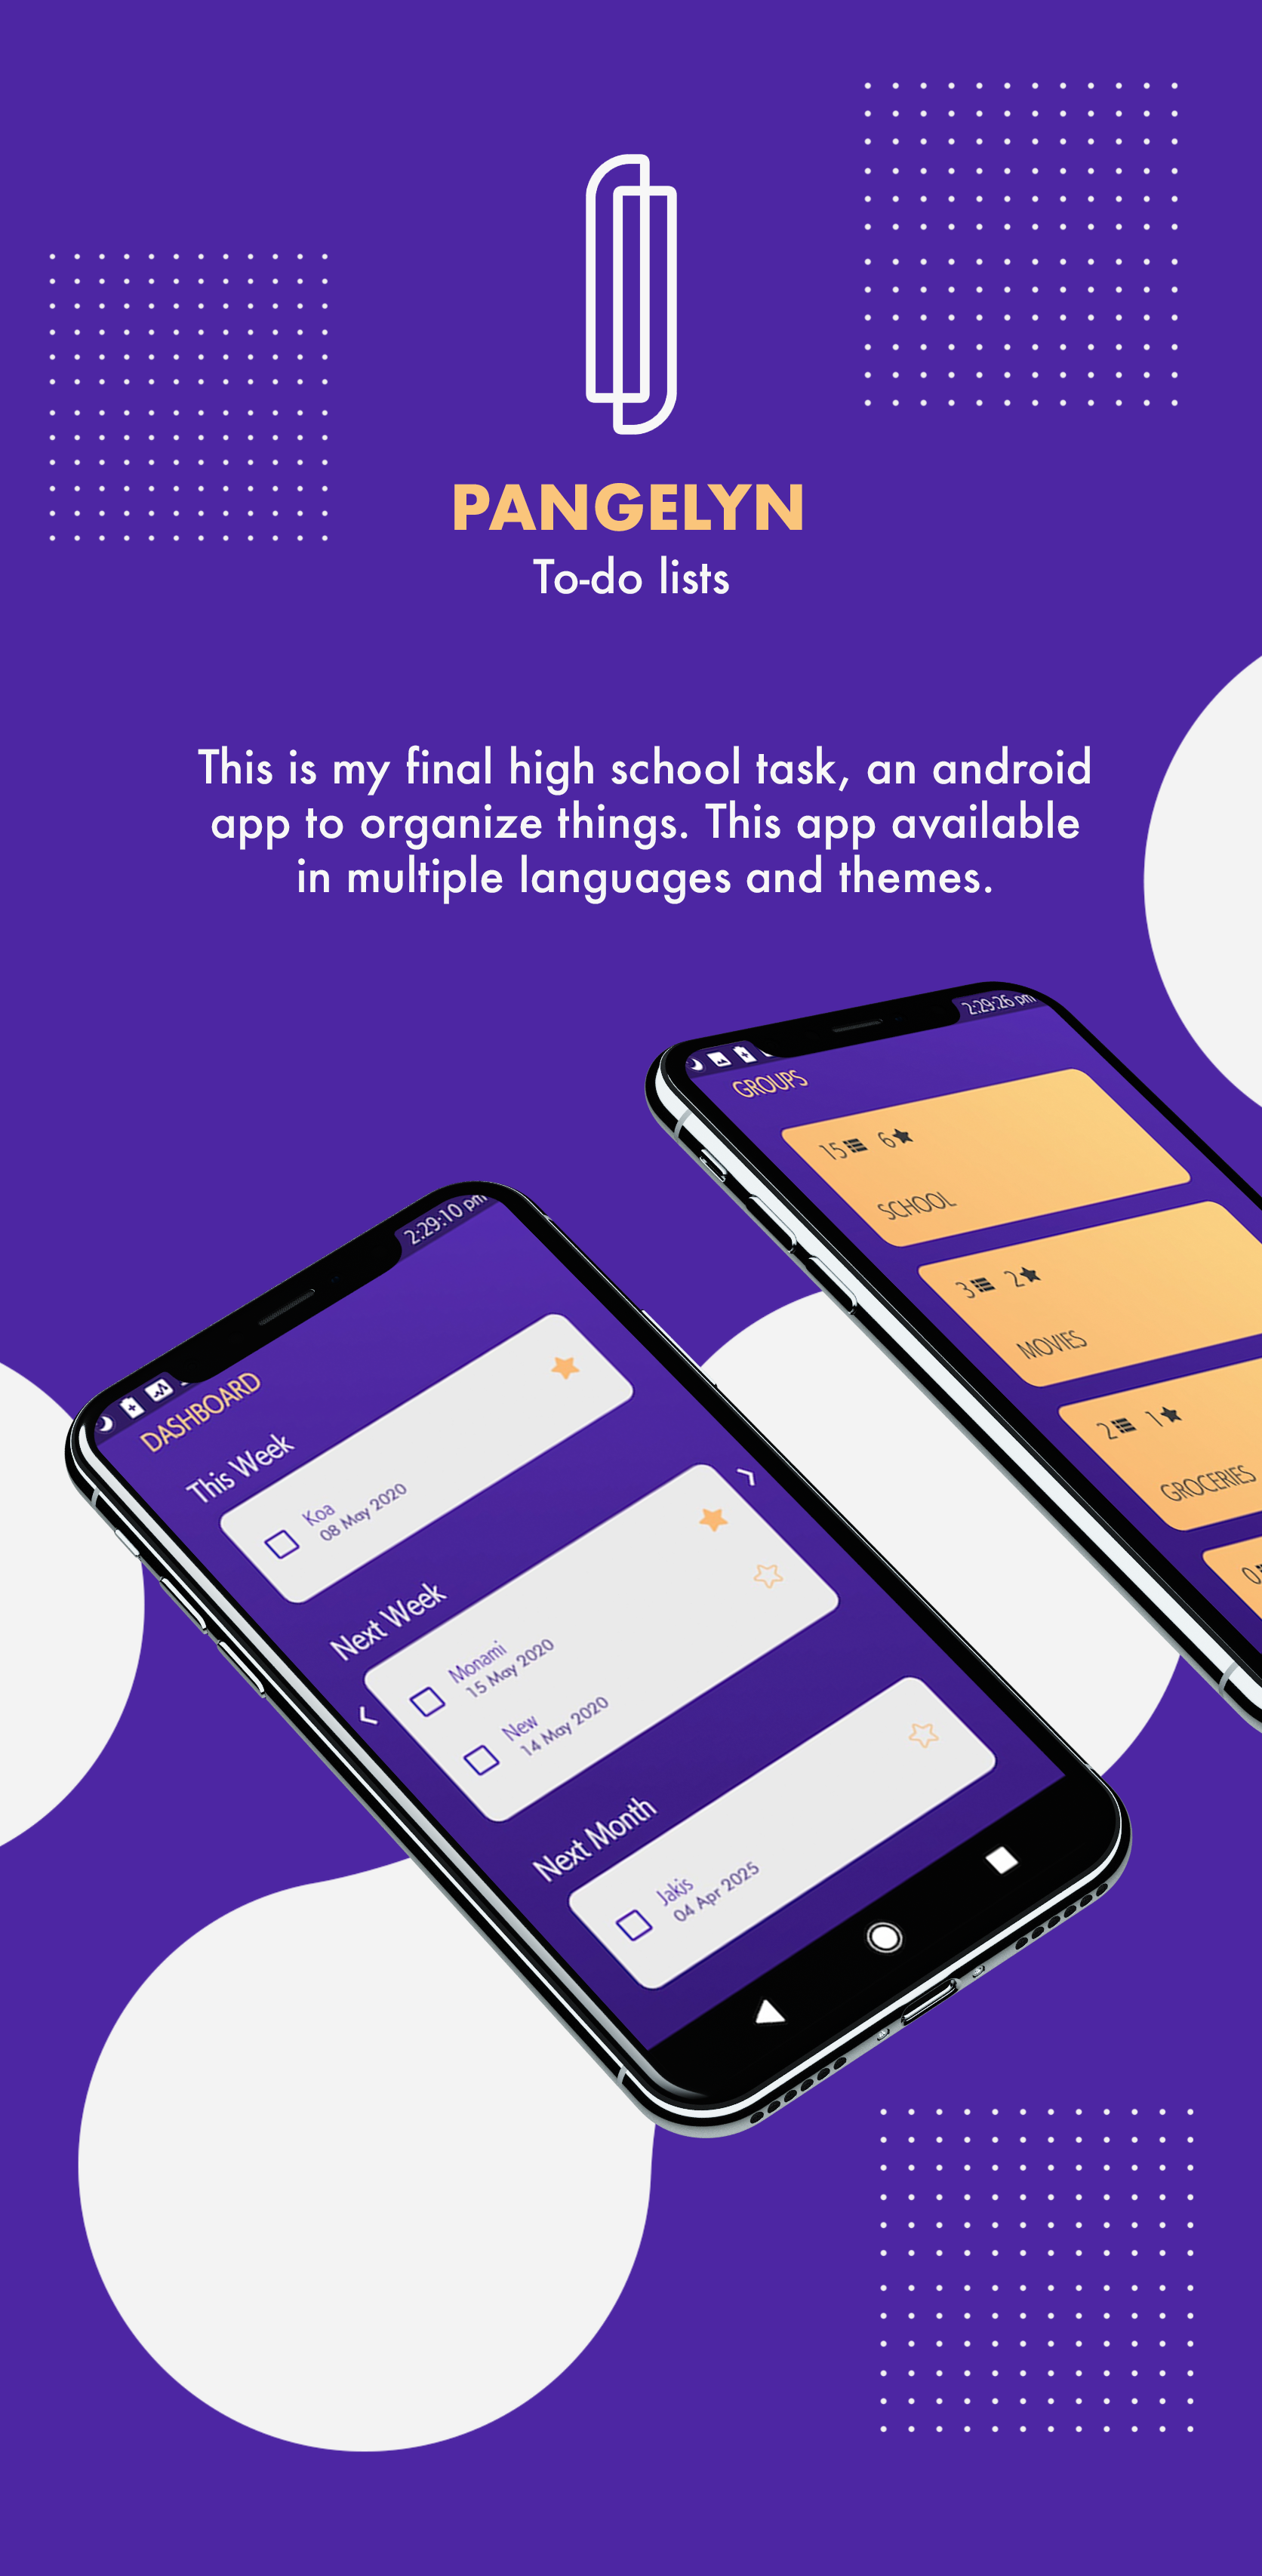 PANGELYN
To-do lists
This is my final high school task, an android
app to organize things. This app available
in multiple languages and themes.
2:29:26 pm
GROUPS
15 6
SCHOOL
3 2
MOVIES
2 1
GROCERIES
0
2:29:10 pm
DASHBOARD
This Week
Koa
08 May 2020
Next Week
Monami
15 May 2020
New
14 May 2020
Next Month
Jakis
04 Apr 2025